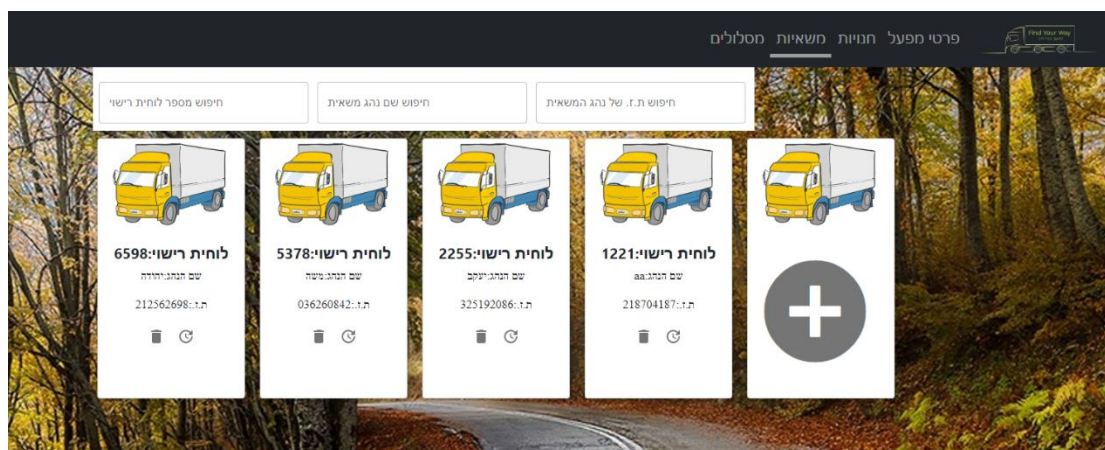 Find Your Way
פרטי מפעל חנויות משאיות מסלולים
חיפוש ת.ז. של נהג המשאית
חיפוש שם נהג משאית
חיפוש מספר לוחית רישוי
לוחית רישוי:1221
שם הנהג:aa
ת.ז.:218704187
לוחית רישוי:2255
שם הנהג:יעקב
ת.ז.:325192086
לוחית רישוי:5378
שם הנהג:משה
ת.ז.:036260842
לוחית רישוי:6598
שם הנהג:יהודה
ת.ז.:212562698